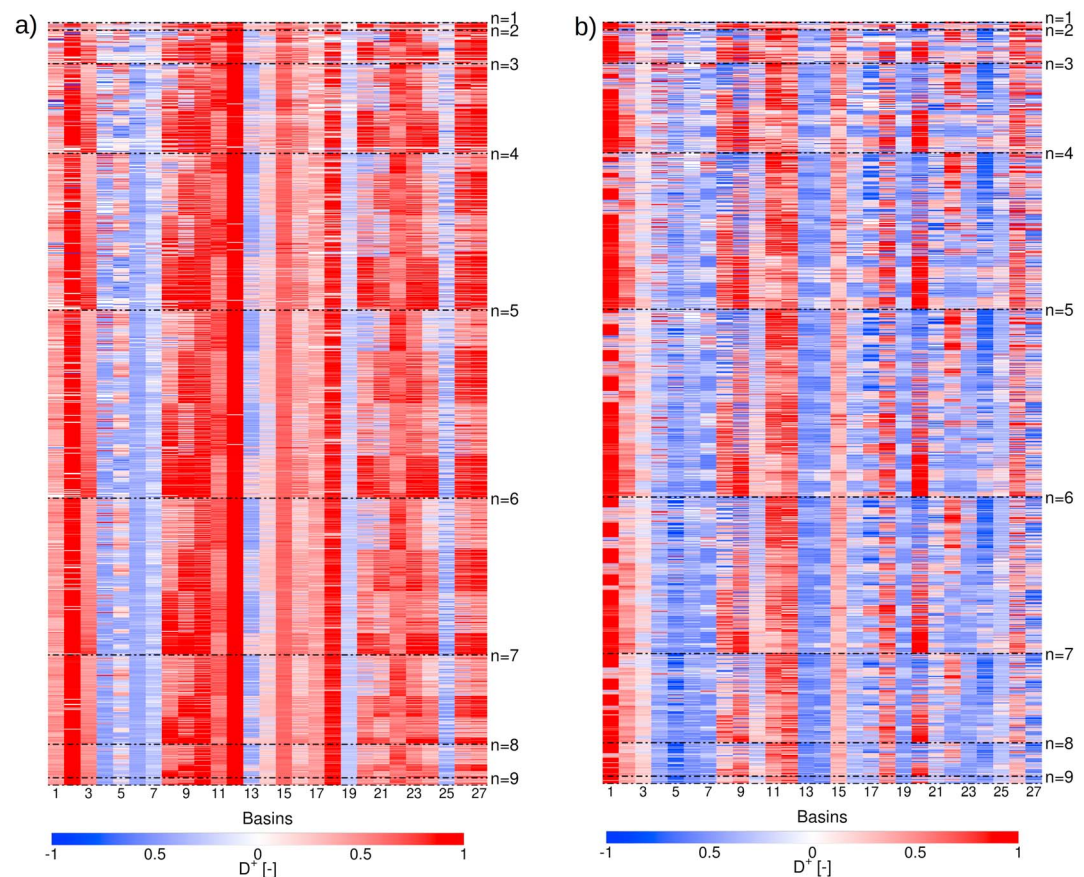 a)
n=1
n=2
n=3
n=4
n=5
n=6
n=7
n=8
n=9
1 3 5 7 9 11 13 15 17 19 21 23 25 27
Basins
-1 0.5 0 0.5 1
D+ [-]
b)
n=1
n=2
n=3
n=4
n=5
n=6
n=7
n=8
n=9
1 3 5 7 9 11 13 15 17 19 21 23 25 27
Basins
-1 0.5 0 0.5 1
D+ [-]